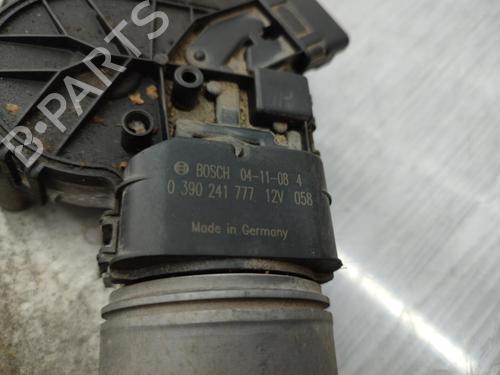 B-PARTS
BOSCH 04-11-08 4
0 390 241 777 12V 058
Made in Germany